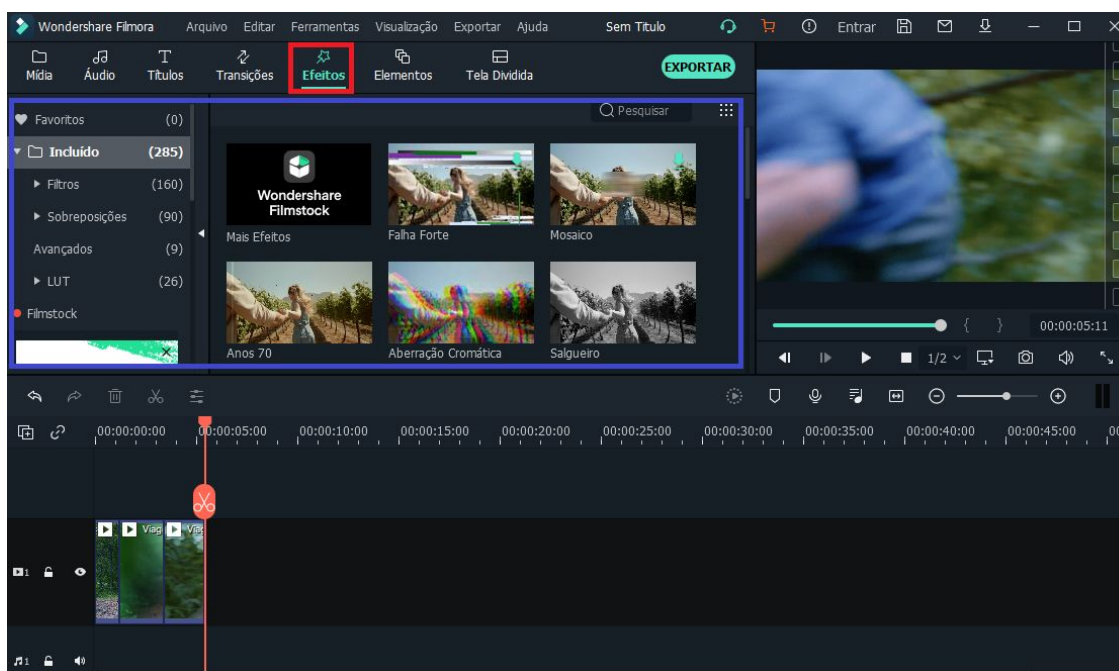 Wondershare Filmora Arquivo Editar Ferramentas Visualização Exportar Ajuda Sem Título Entrar
Mídia Áudio Títulos Transições Efeitos Elementos Tela Dividida EXPORTAR
Favoritos (0)
Incluído (285)
Filtros (160)
Sobreposições (90)
Avançados (9)
LUT (26)
Filmstock
Pesquisar
Wondershare
Filmstock
Mais Efeitos Falha Forte Mosaico
Anos 70 Aberração Cromática Salgueiro
{ } 00:00:05:11
1/2
00:00:00:00 00:00:05:00 00:00:10:00 00:00:15:00 00:00:20:00 00:00:25:00 00:00:30:00 00:00:35:00 00:00:40:00 00:00:45:00
Viag Viag
1
1